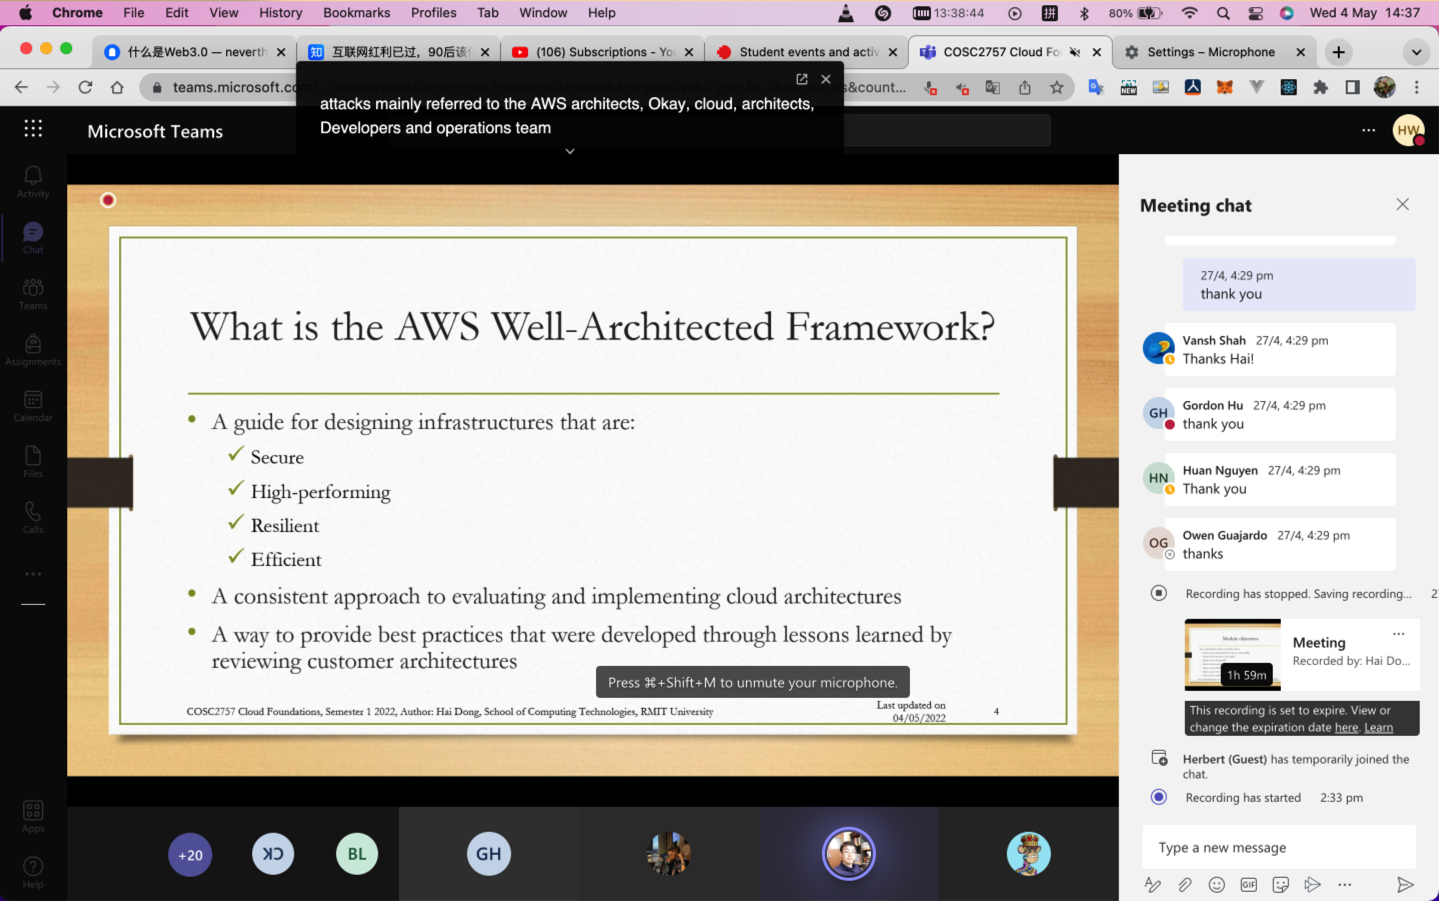 Chrome File Edit View History Bookmarks Profiles Tab Window Help 13:38:44 拼 80% Wed 4 May 14:37
什么是Web3.0 — neverth 知 互联网红利已过，90后该 (106) Subscriptions - You Student events and activ COSC2757 Cloud Fo Settings – Microphone
teams.microsoft.com &count...
NEW
attacks mainly referred to the AWS architects, Okay, cloud, architects,
Developers and operations team
Microsoft Teams
HW
Activity
Chat
Teams
Assignments
Calendar
Files
Calls
Apps
Help
What is the AWS Well-Architected Framework?
A guide for designing infrastructures that are:
Secure
High-performing
Resilient
Efficient
A consistent approach to evaluating and implementing cloud architectures
A way to provide best practices that were developed through lessons learned by
reviewing customer architectures
Press ⌘+Shift+M to unmute your microphone.
COSC2757 Cloud Foundations, Semester 1 2022, Author: Hai Dong, School of Computing Technologies, RMIT University
Last updated on
04/05/2022
4
+20
KC
BL
GH
Meeting chat
27/4, 4:29 pm
thank you
Vansh Shah 27/4, 4:29 pm
Thanks Hai!
GH
Gordon Hu 27/4, 4:29 pm
thank you
HN
Huan Nguyen 27/4, 4:29 pm
Thank you
OG
Owen Guajardo 27/4, 4:29 pm
thanks
Recording has stopped. Saving recording... 2
Module objectives
1h 59m
Meeting
Recorded by: Hai Do...
This recording is set to expire. View or
change the expiration date here. Learn
Herbert (Guest) has temporarily joined the
chat.
Recording has started 2:33 pm
Type a new message
GIF